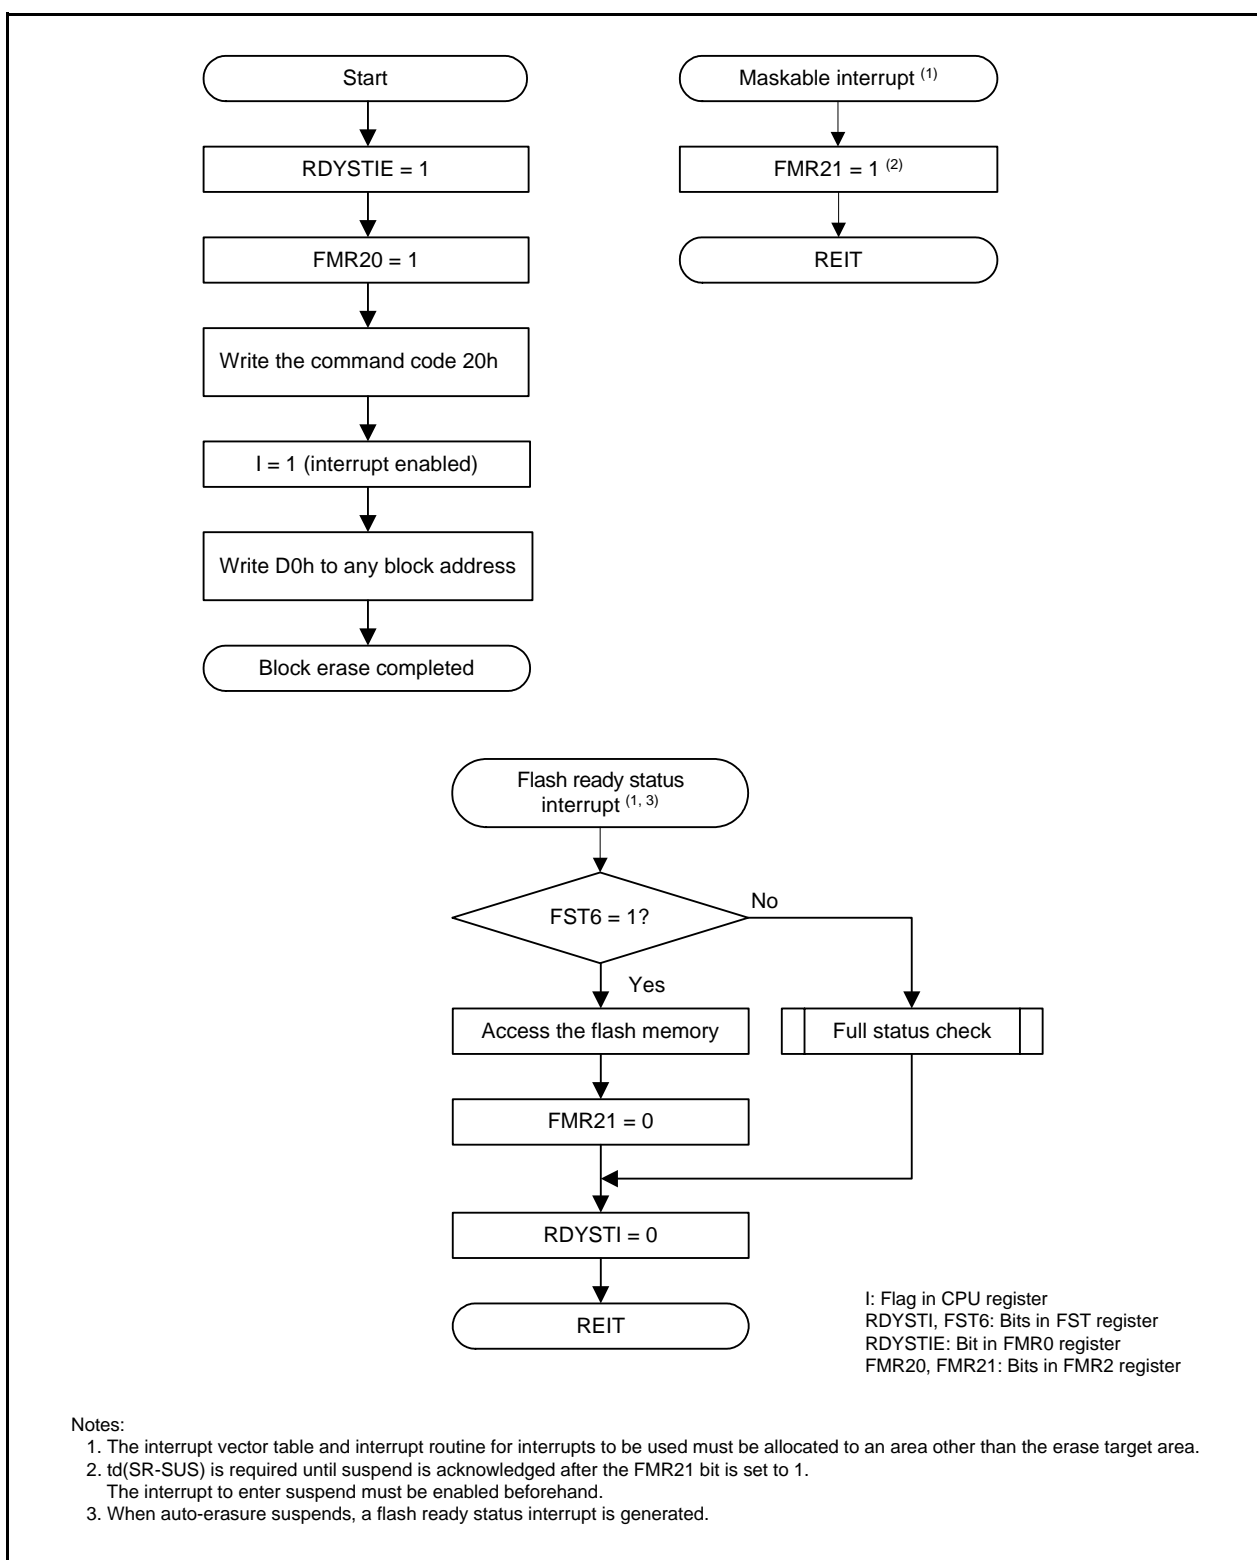 Start
RDYSTIE = 1
FMR20 = 1
Write the command code 20h
I = 1 (interrupt enabled)
Write D0h to any block address
Block erase completed
Maskable interrupt (1)
FMR21 = 1 (2)
REIT
Flash ready status
interrupt (1, 3)
FST6 = 1?
No
Yes
Access the flash memory
Full status check
FMR21 = 0
RDYSTI = 0
REIT
I: Flag in CPU register
RDYSTI, FST6: Bits in FST register
RDYSTIE: Bit in FMR0 register
FMR20, FMR21: Bits in FMR2 register
Notes:
1. The interrupt vector table and interrupt routine for interrupts to be used must be allocated to an area other than the erase target area.
2. td(SR-SUS) is required until suspend is acknowledged after the FMR21 bit is set to 1.
The interrupt to enter suspend must be enabled beforehand.
3. When auto-erasure suspends, a flash ready status interrupt is generated.